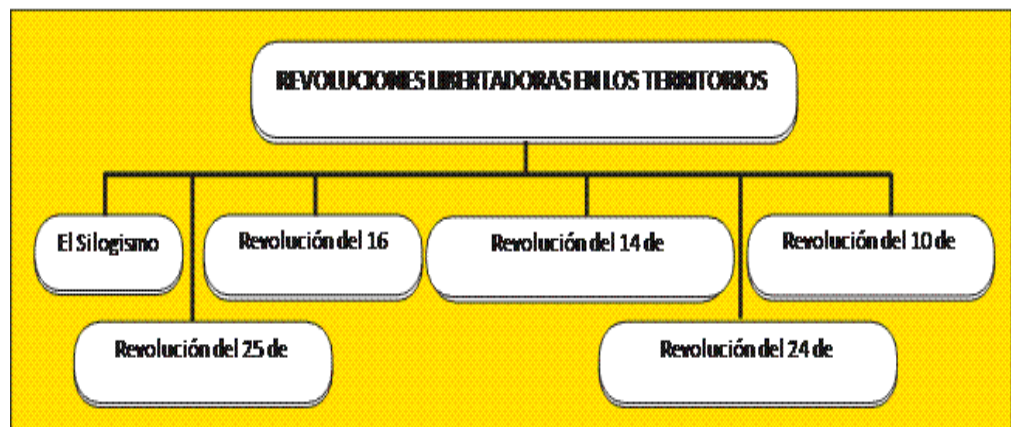 REVOLUCIONES LIBERTADORAS EN LOS TERRITORIOS
El Silogismo
Revolución del 16
Revolución del 14 de
Revolución del 10 de
Revolución del 25 de
Revolución del 24 de